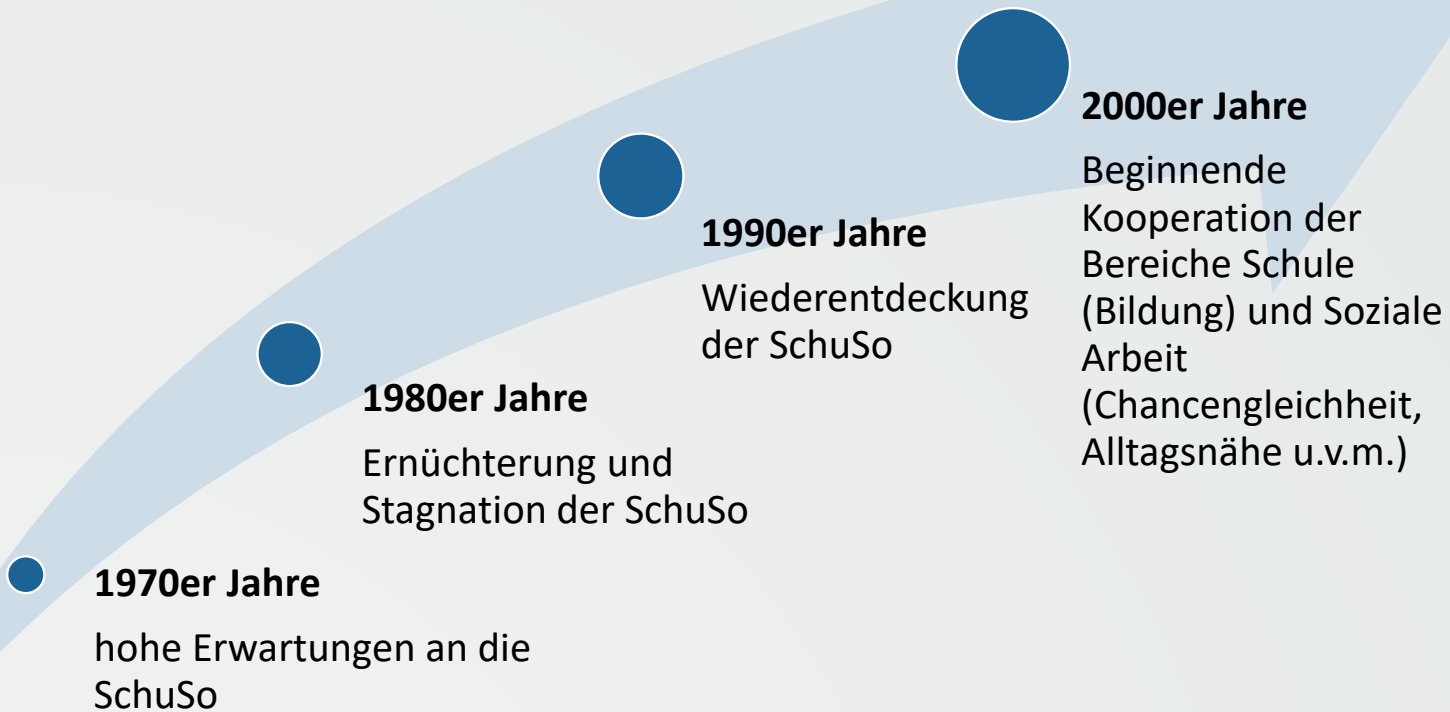 1970er Jahre
hohe Erwartungen an die
SchuSo
1980er Jahre
Ernüchterung und
Stagnation der SchuSo
1990er Jahre
Wiederentdeckung
der SchuSo
2000er Jahre
Beginnende
Kooperation der
Bereiche Schule
(Bildung) und Soziale
Arbeit
(Chancengleichheit,
Alltagsnähe u.v.m.)